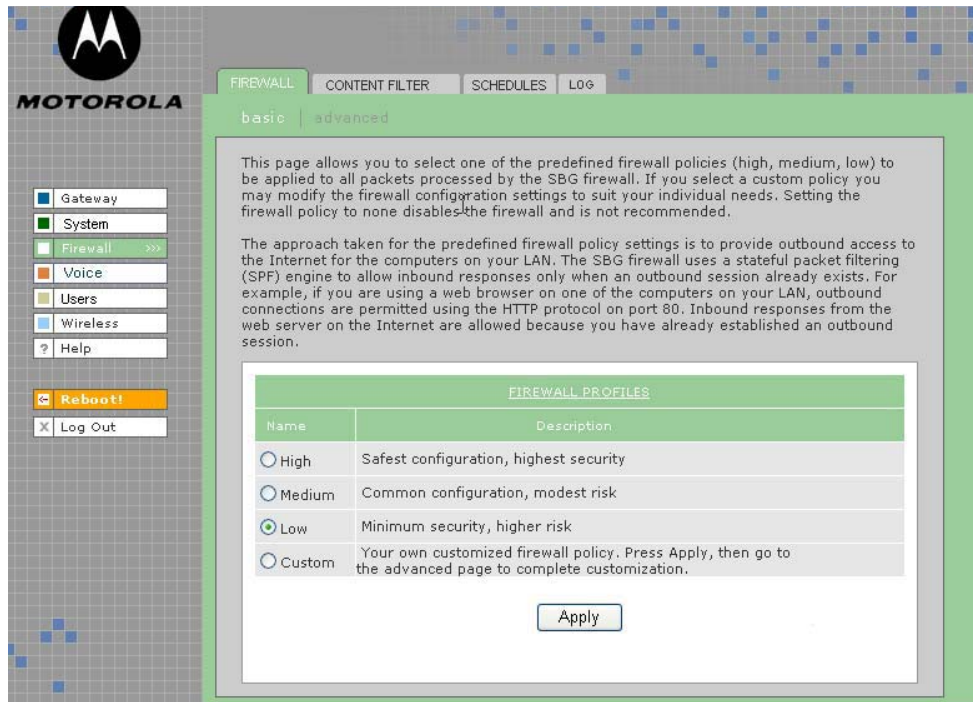 MOTOROLA
FIREWALL
CONTENT FILTER
SCHEDULES
LOG
basic | advanced
Gateway
System
Firewall >>>
Voice
Users
Wireless
? Help
Reboot!
X Log Out
This page allows you to select one of the predefined firewall policies (high, medium, low) to
be applied to all packets processed by the SBG firewall. If you select a custom policy you
may modify the firewall configuration settings to suit your individual needs. Setting the
firewall policy to none disables the firewall and is not recommended.
The approach taken for the predefined firewall policy settings is to provide outbound access to
the Internet for the computers on your LAN. The SBG firewall uses a stateful packet filtering
(SPF) engine to allow inbound responses only when an outbound session already exists. For
example, if you are using a web browser on one of the computers on your LAN, outbound
connections are permitted using the HTTP protocol on port 80. Inbound responses from the
web server on the Internet are allowed because you have already established an outbound
session.
FIREWALL PROFILES
Name Description
High Safest configuration, highest security
Medium Common configuration, modest risk
Low Minimum security, higher risk
Custom Your own customized firewall policy. Press Apply, then go to
the advanced page to complete customization.
Apply